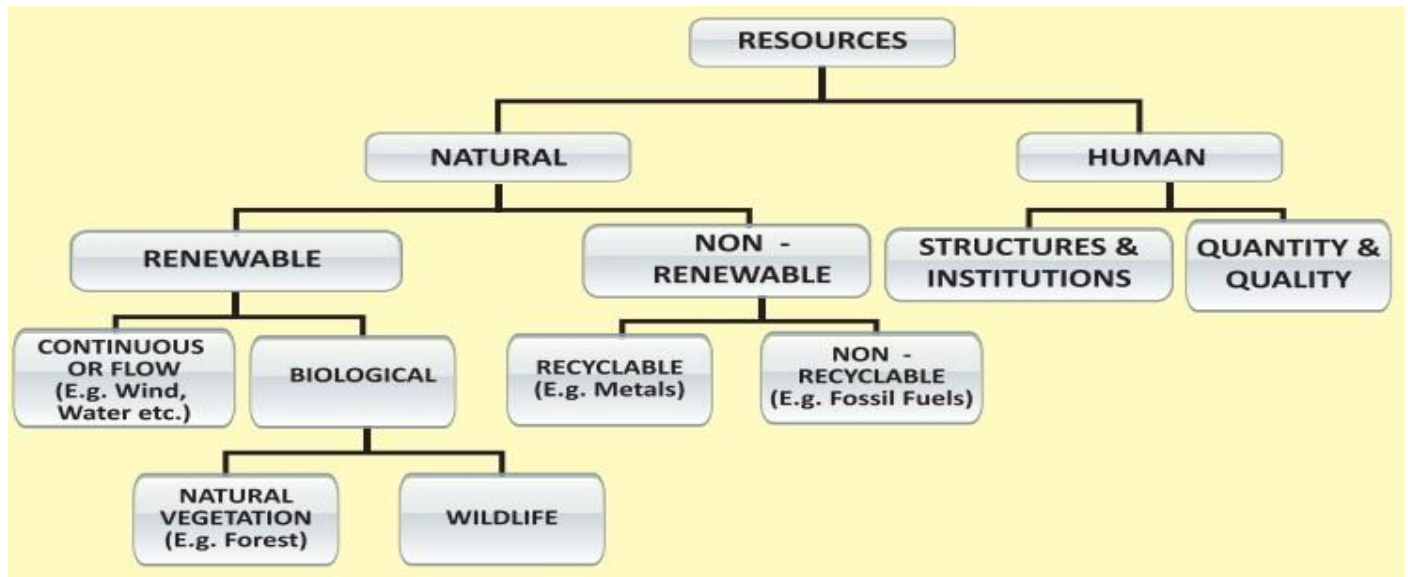 RESOURCES
NATURAL
HUMAN
RENEWABLE
NON -
RENEWABLE
STRUCTURES &
INSTITUTIONS
QUANTITY &
QUALITY
CONTINUOUS
OR FLOW
(E.g. Wind,
Water etc.)
BIOLOGICAL
RECYCLABLE
(E.g. Metals)
NON -
RECYCLABLE
(E.g. Fossil Fuels)
NATURAL
VEGETATION
(E.g. Forest)
WILDLIFE